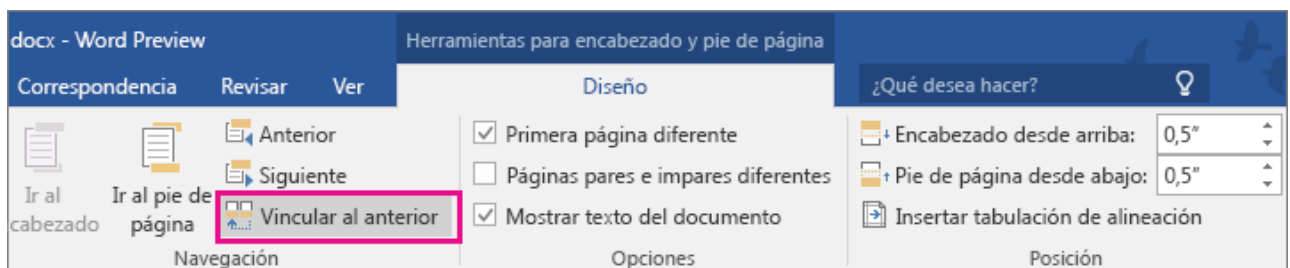 docx - Word Preview
Herramientas para encabezado y pie de página
Correspondencia Revisar Ver Diseño ¿Qué desea hacer?
Anterior
Siguiente
Vincular al anterior
Ir al
cabezado
Ir al pie de
página
Navegación
Primera página diferente
Páginas pares e impares diferentes
Mostrar texto del documento
Opciones
Encabezado desde arriba: 0,5"
Pie de página desde abajo: 0,5"
Insertar tabulación de alineación
Posición